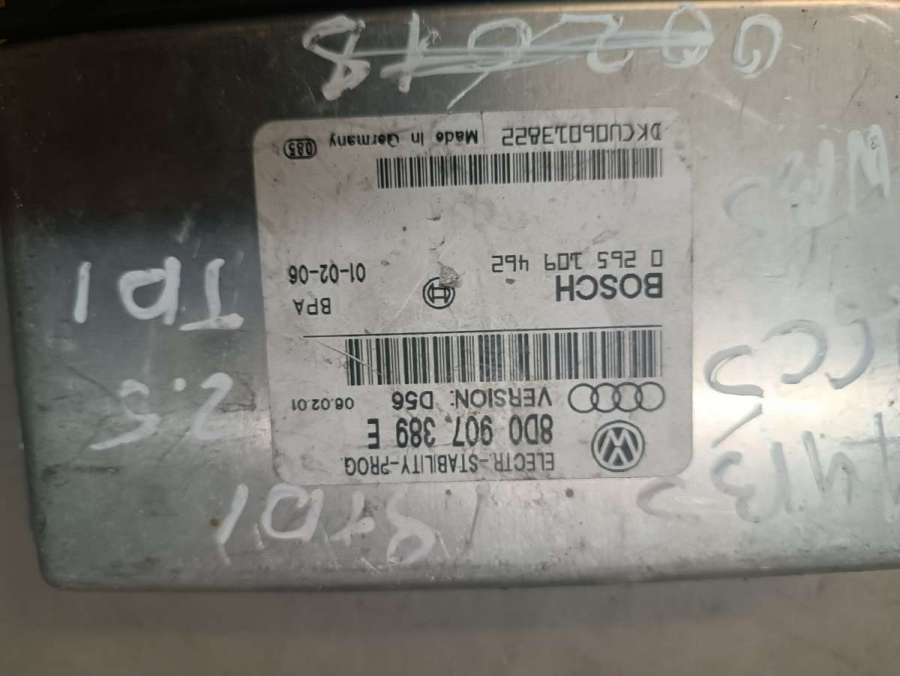 ELECTR.-STABILITY-PROG.
8D0 907. 389 E
VERSION: D56 08.02.01
BPA
BOSCH
0 265 109 462 01-02-06
DKCU06013822 Made in Germany 085
TDI
2.5